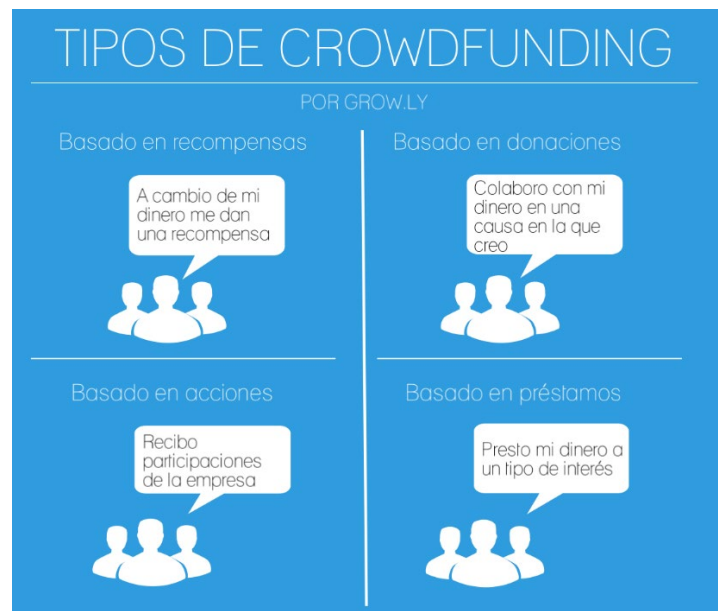 TIPOS DE CROWDFUNDING
POR GROW.LY
Basado en recompensas
A cambio de mi
dinero me dan
una recompensa
Basado en donaciones
Colaboro con mi
dinero en una
causa en la que
creo
Basado en acciones
Recibo
participaciones
de la empresa
Basado en préstamos
Presto mi dinero a
un tipo de interés